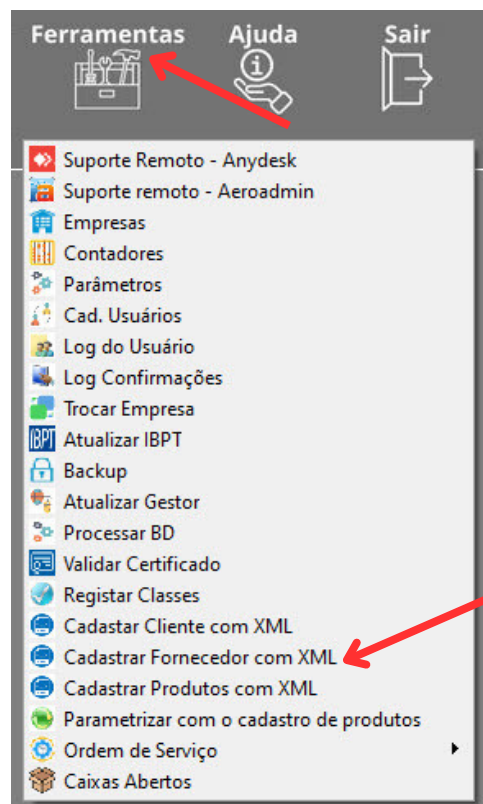 Ferramentas Ajuda Sair
Suporte Remoto - Anydesk
Suporte remoto - Aeroadmin
Empresas
Contadores
Parâmetros
Cad. Usuários
Log do Usuário
Log Confirmações
Trocar Empresa
IBPT Atualizar IBPT
Backup
Atualizar Gestor
Processar BD
Validar Certificado
Registar Classes
Cadastar Cliente com XML
Cadastrar Fornecedor com XML
Cadastrar Produtos com XML
Parametrizar com o cadastro de produtos
Ordem de Serviço
Caixas Abertos